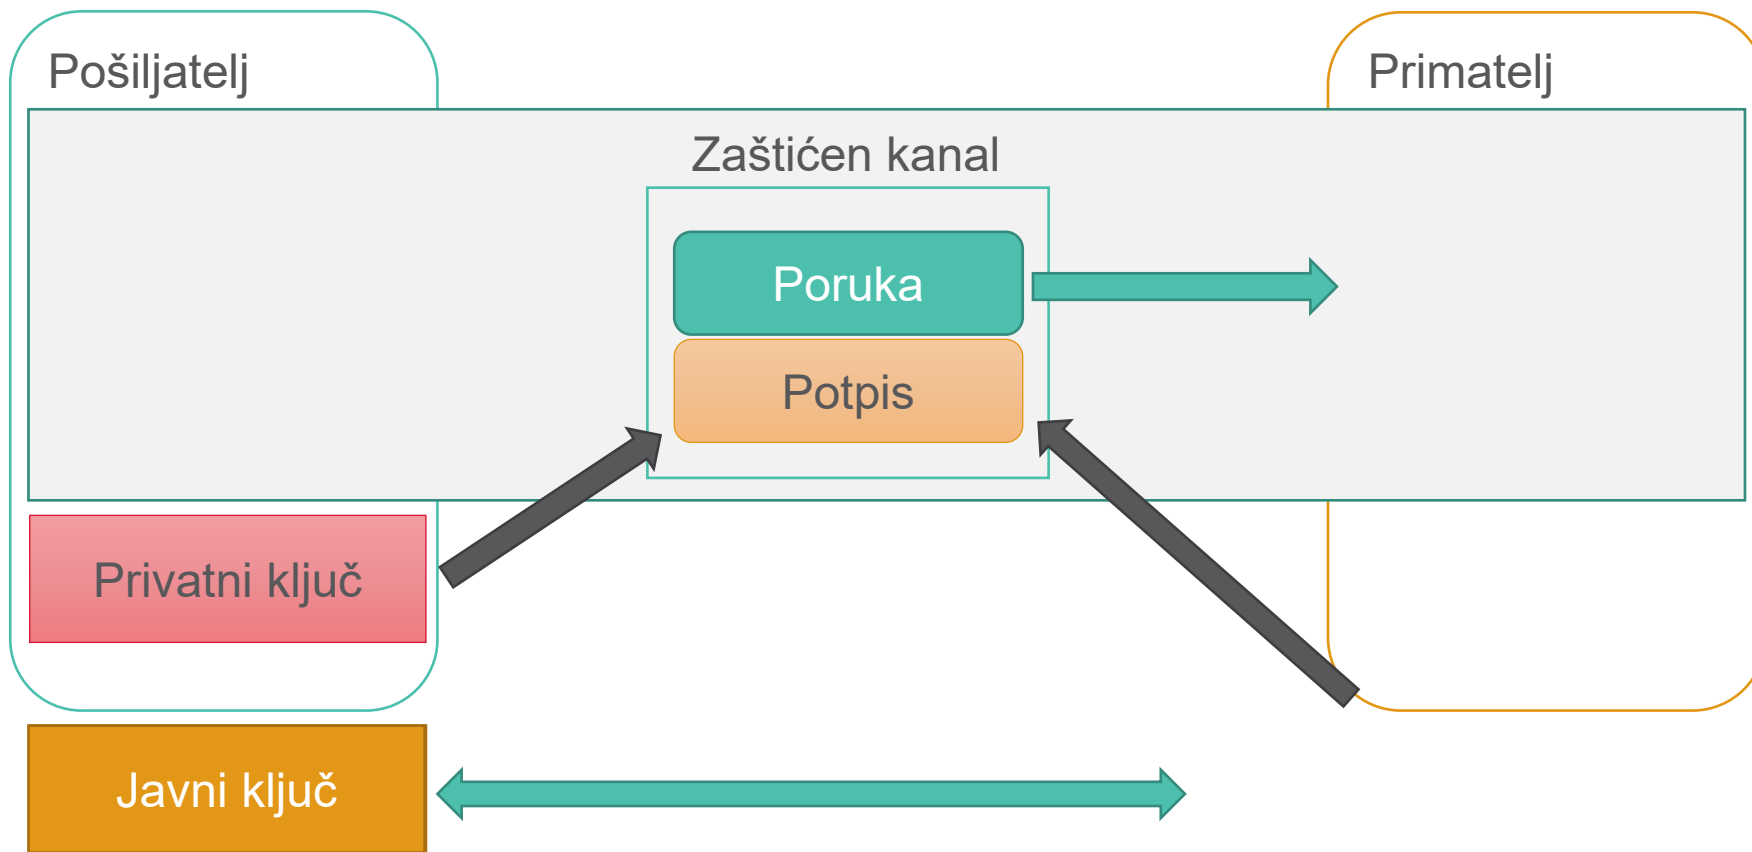 Pošiljatelj
Primatelj
Zaštićen kanal
Poruka
Potpis
Privatni ključ
Javni ključ